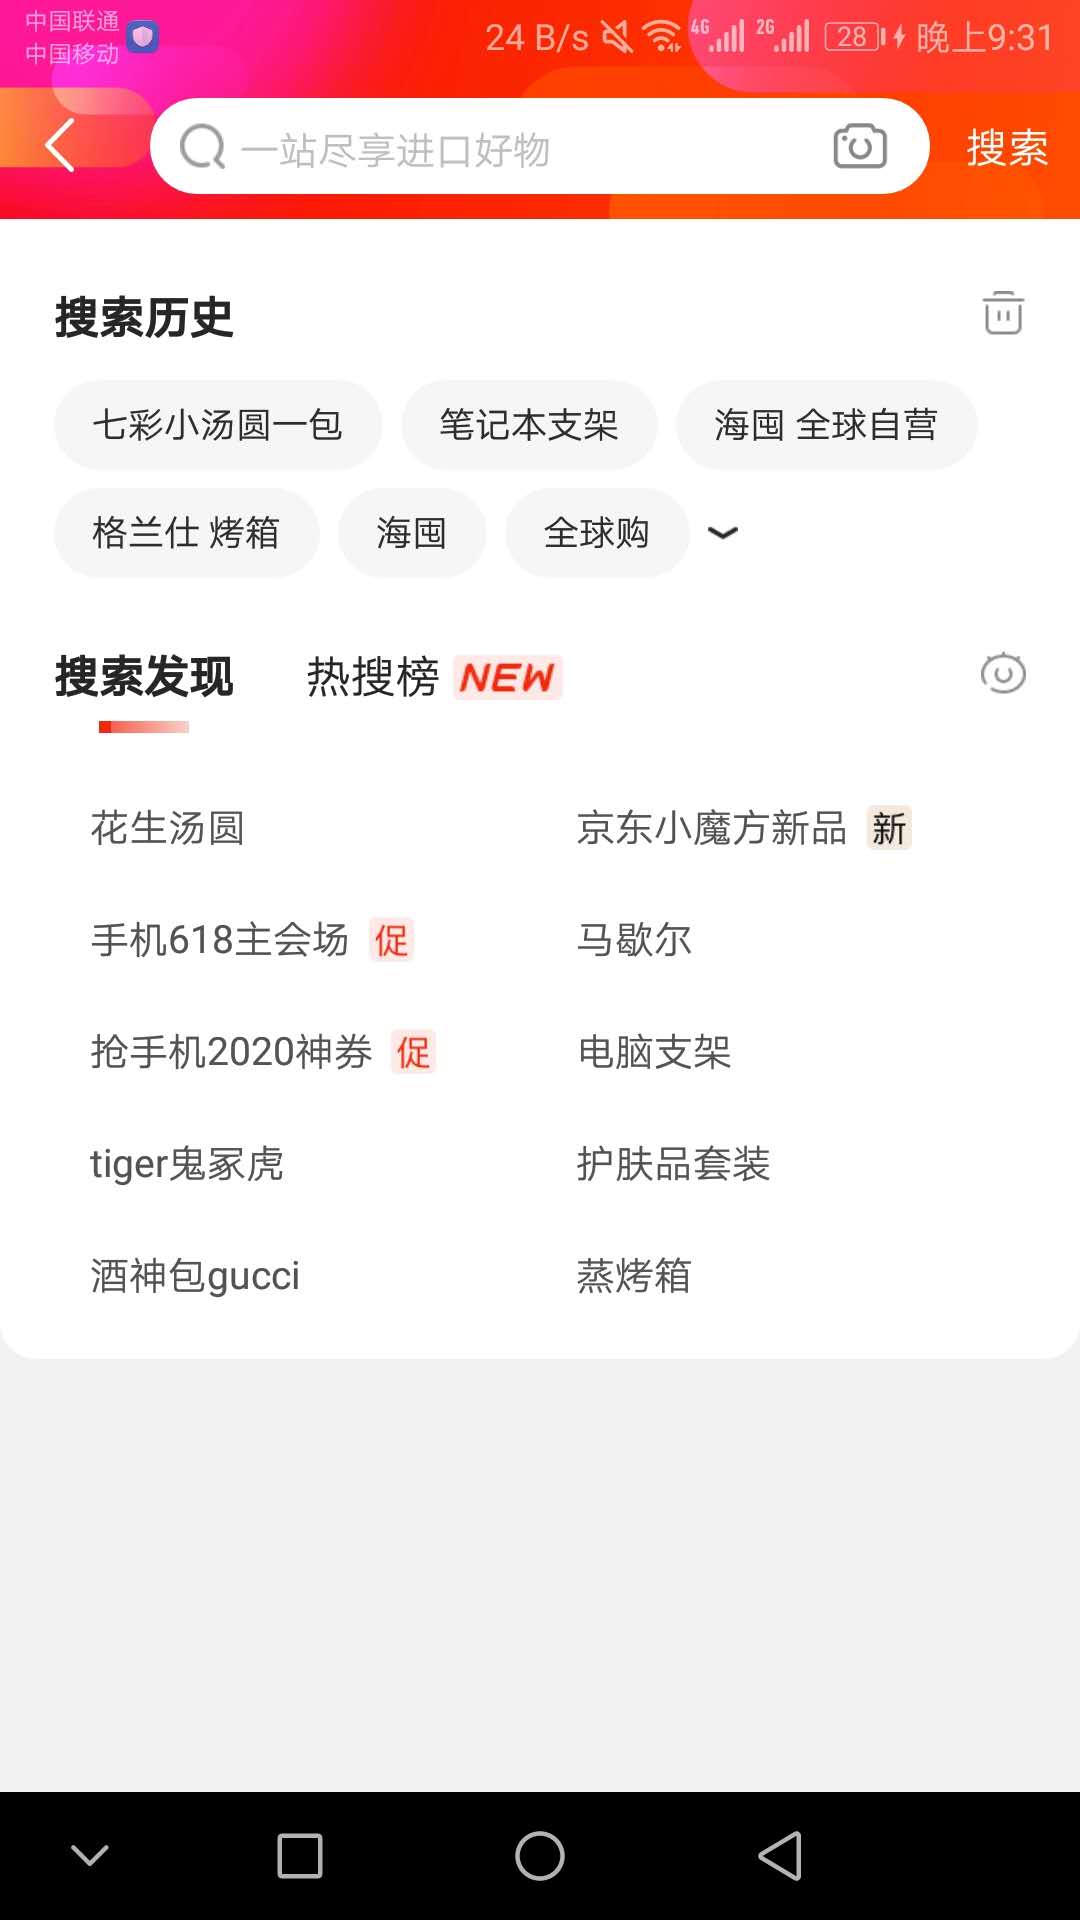 中国联通
中国移动
24 B/s 4G 2G 28 晚上9:31
一站尽享进口好物 搜索
搜索历史
七彩小汤圆一包 笔记本支架 海囤 全球自营
格兰仕 烤箱 海囤 全球购
搜索发现 热搜榜 NEW
花生汤圆 京东小魔方新品 新
手机618主会场 促 马歇尔
抢手机2020神券 促 电脑支架
tiger鬼冢虎 护肤品套装
酒神包gucci 蒸烤箱